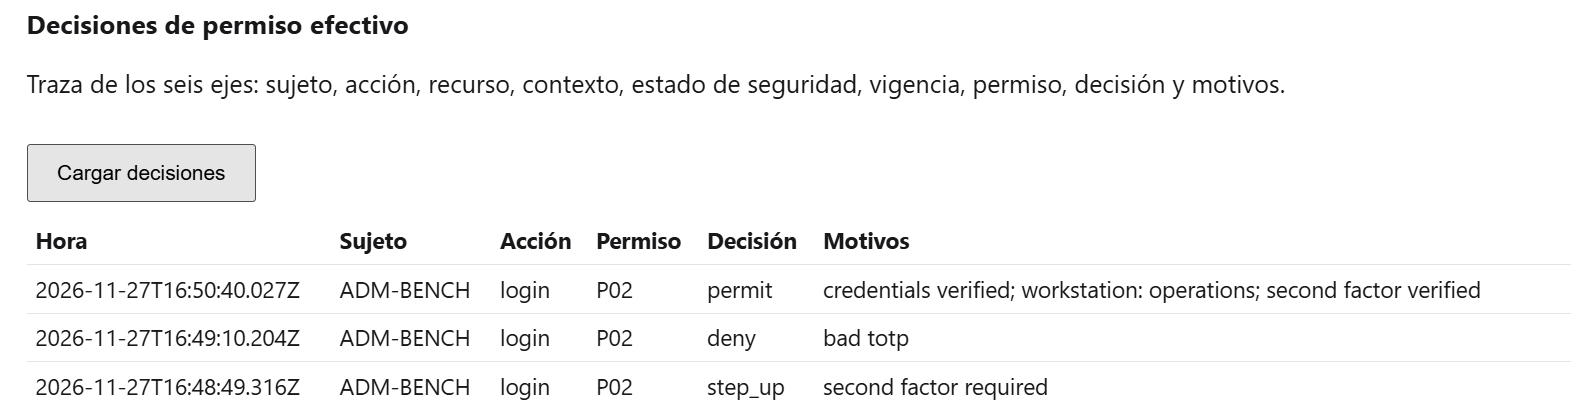 Decisiones de permiso efectivo
Traza de los seis ejes: sujeto, acción, recurso, contexto, estado de seguridad, vigencia, permiso, decisión y motivos.
Cargar decisiones
Hora Sujeto Acción Permiso Decisión Motivos
2026-11-27T16:50:40.027Z ADM-BENCH login P02 permit credentials verified; workstation: operations; second factor verified
2026-11-27T16:49:10.204Z ADM-BENCH login P02 deny bad totp
2026-11-27T16:48:49.316Z ADM-BENCH login P02 step_up second factor required